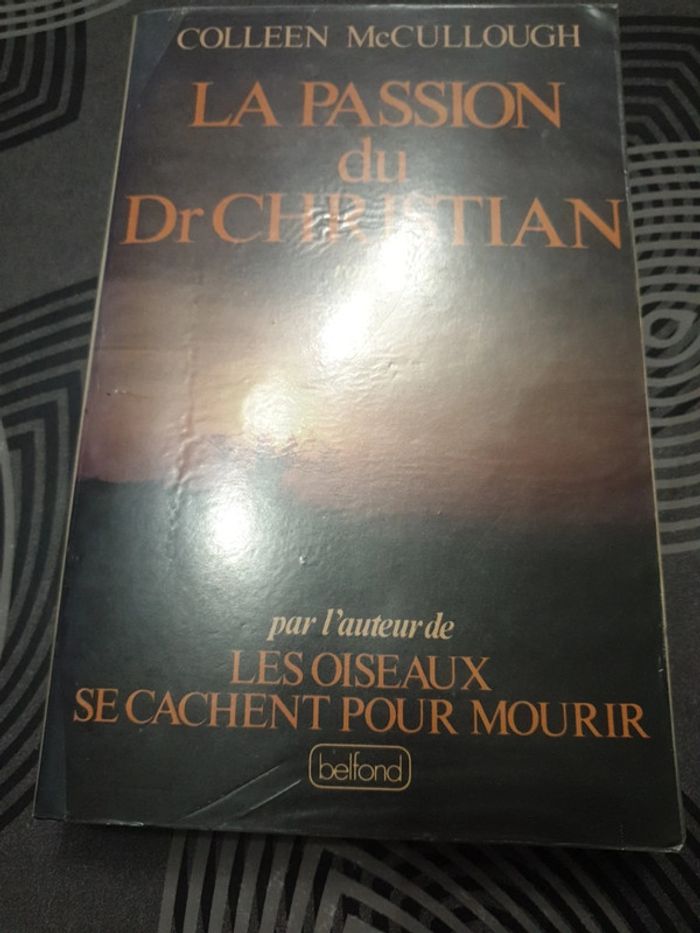 COLLEEN McCULLOUGH
LA PASSION
du
Dr CHRISTIAN
par l'auteur de
LES OISEAUX
SE CACHENT POUR MOURIR
belfond